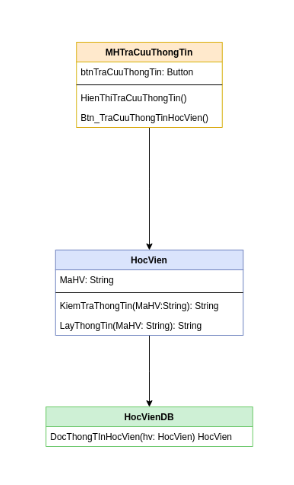 MHTraCuuThongTin
btnTraCuuThongTin: Button
HienThiTraCuuThongTin()
Btn_TraCuuThongTinHocVien()
HocVien
MaHV: String
KiemTraThongTin(MaHV:String): String
LayThongTin(MaHV: String): String
HocVienDB
DocThongTInHocVien(hv: HocVien) HocVien